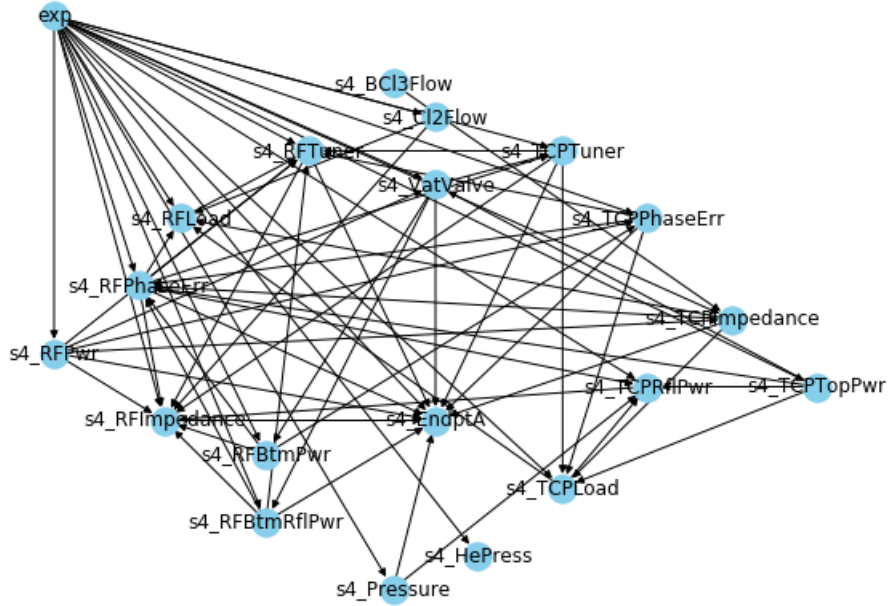 exp
s4_BCl3Flow
s4_Cl2Flow
s4_RFTuner
s4_TCPTuner
s4_VatValve
s4_RFLoad
s4_TCPPhaseErr
s4_RFPhaseErr
s4_TCPImpedance
s4_RFPwr
s4_TCPRflPwr
s4_TCPTopPwr
s4_RFImpedance
s4_EndptA
s4_RFBtmPwr
s4_TCPLoad
s4_RFBtmRflPwr
s4_HePress
s4_Pressure